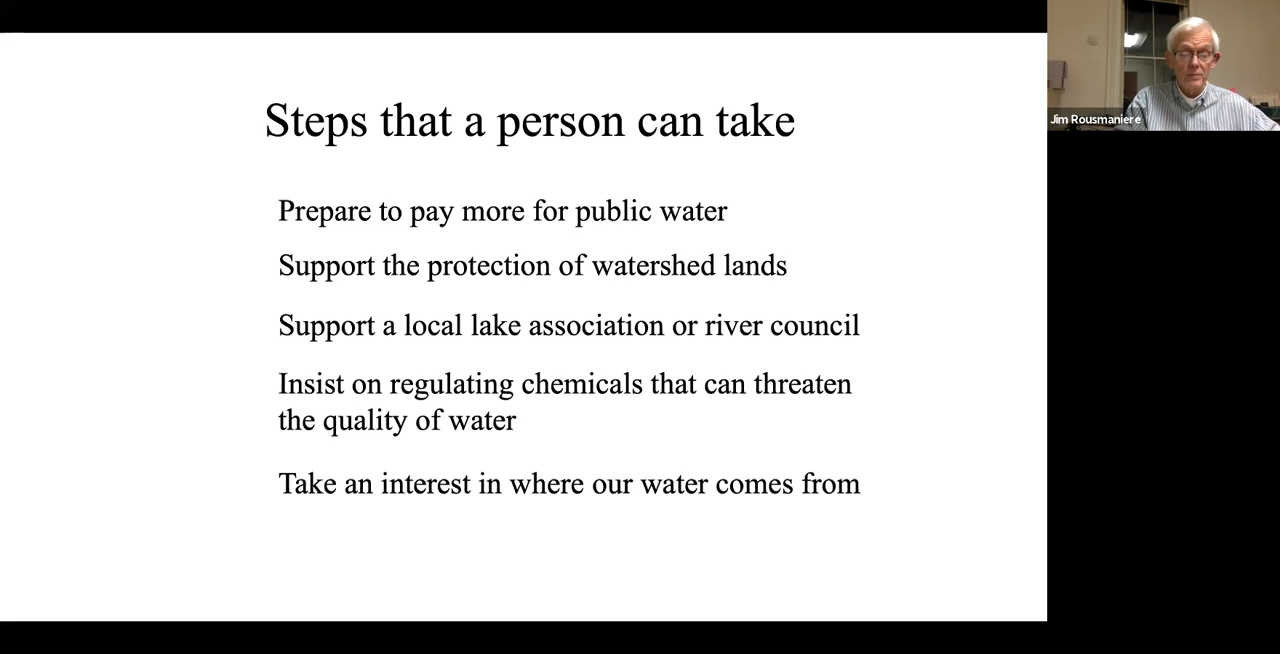 Steps that a person can take
Jim Rousmaniere
Prepare to pay more for public water
Support the protection of watershed lands
Support a local lake association or river council
Insist on regulating chemicals that can threaten
the quality of water
Take an interest in where our water comes from